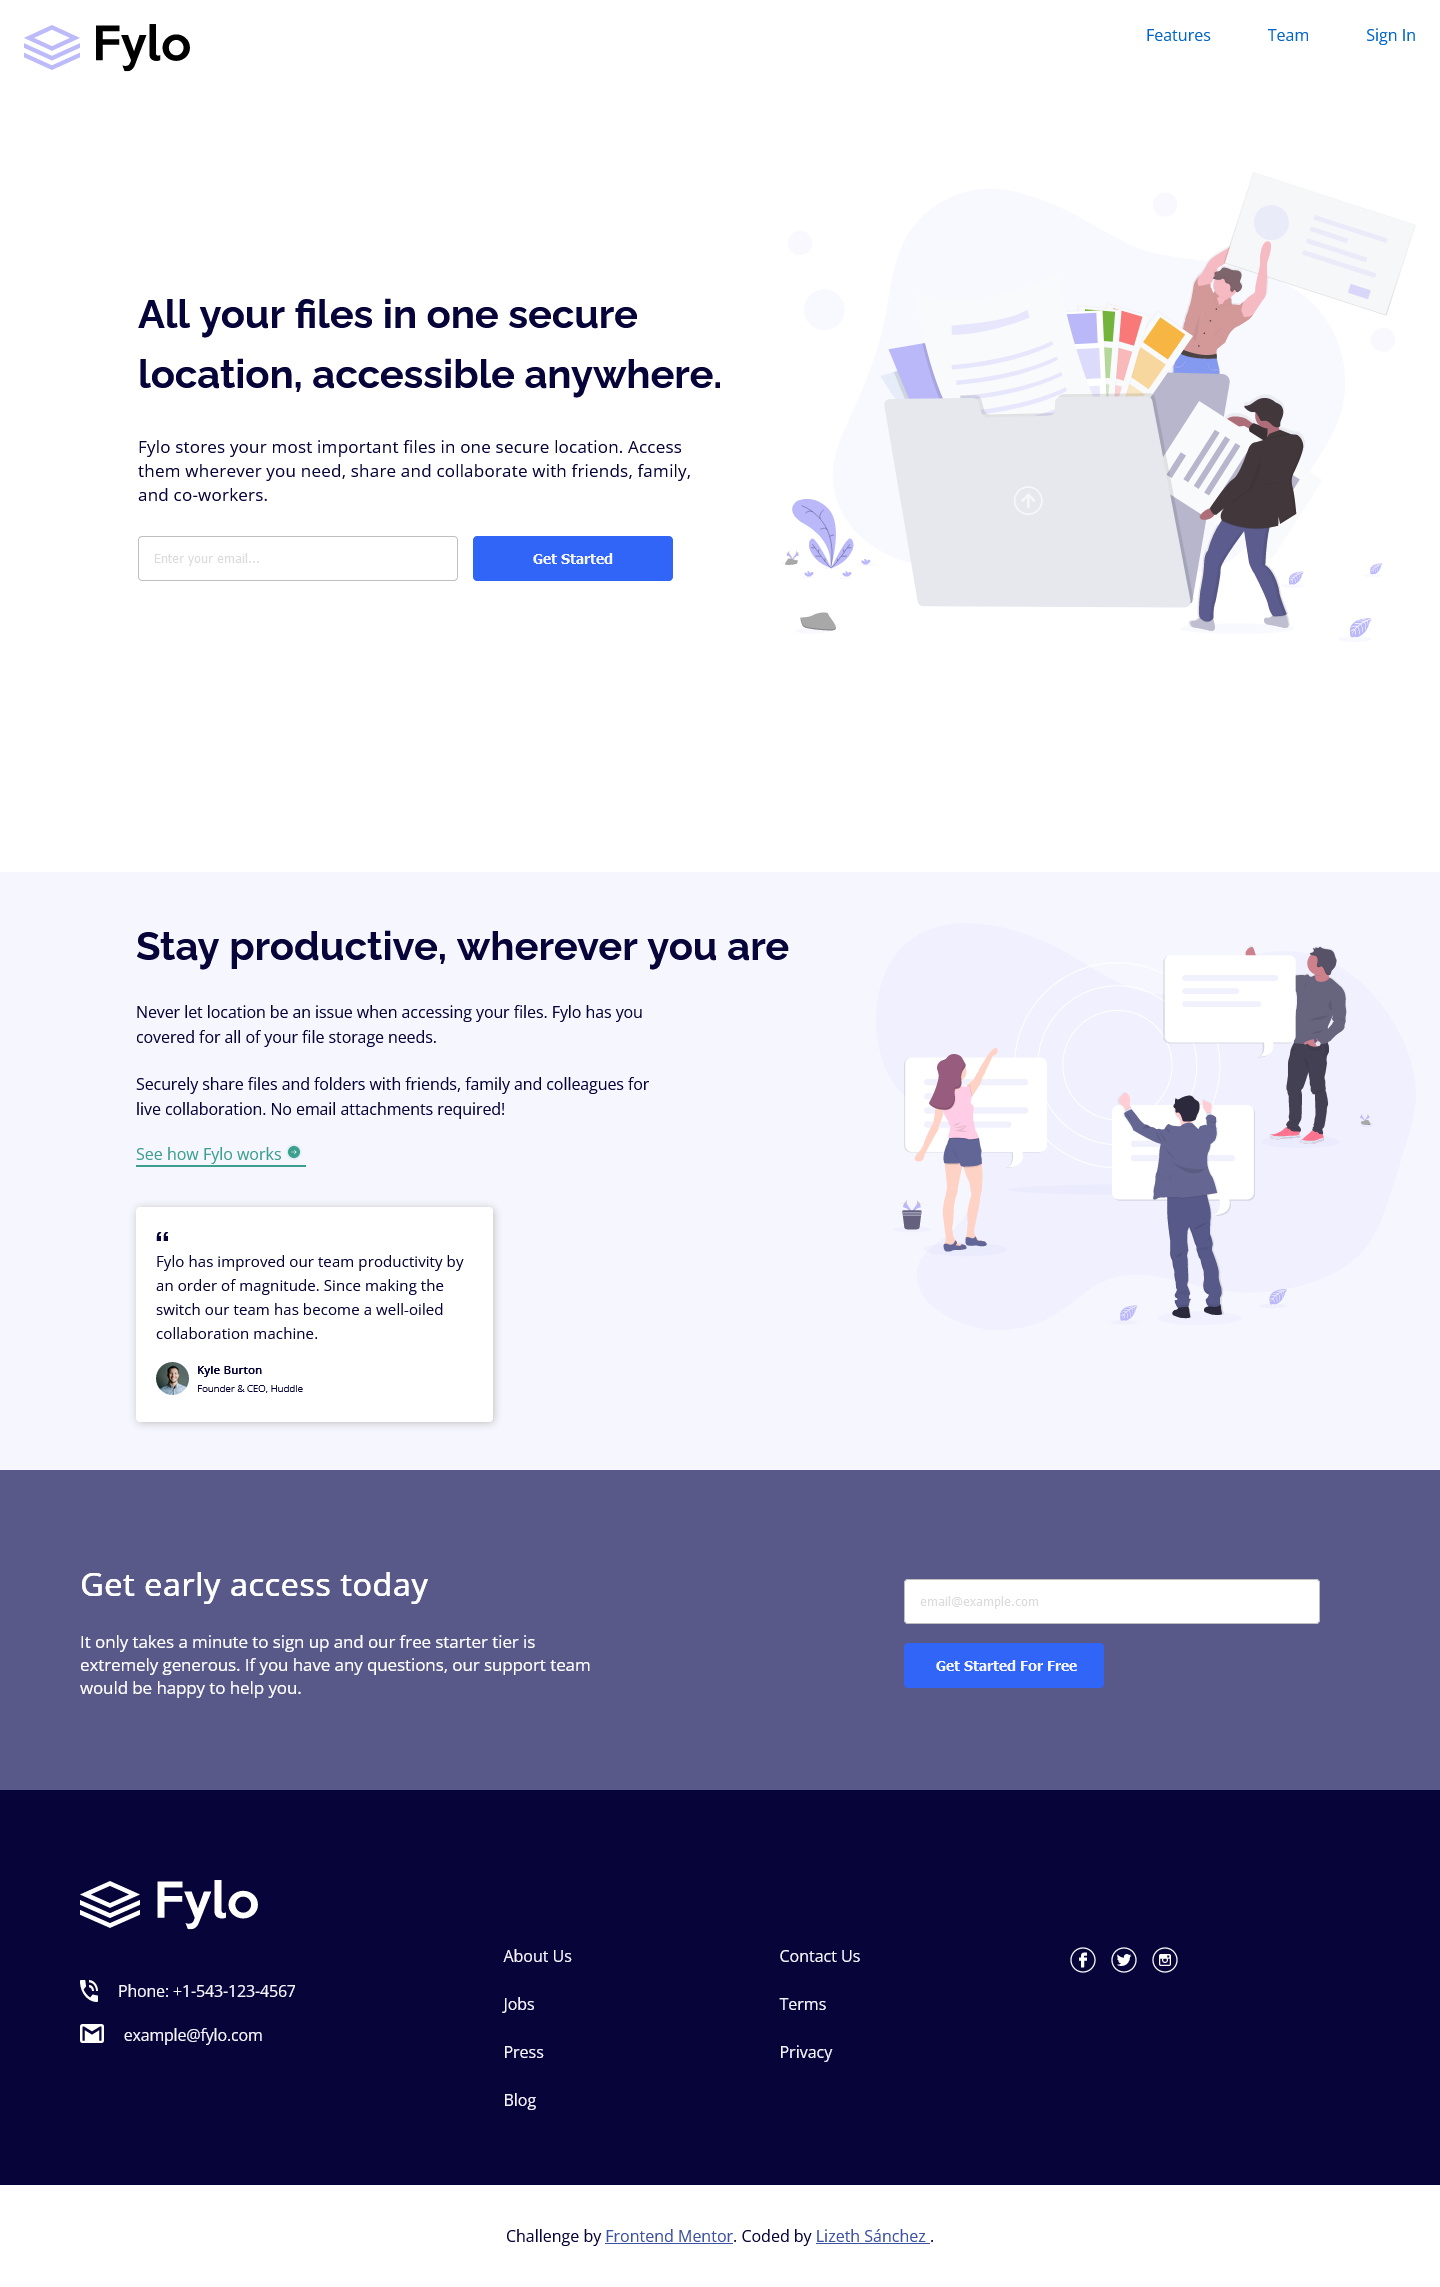 Fylo
Features
Team
Sign In
All your files in one secure
location, accessible anywhere.
Fylo stores your most important files in one secure location. Access
them wherever you need, share and collaborate with friends, family,
and co-workers.
Enter your email...
Get Started
Stay productive, wherever you are
Never let location be an issue when accessing your files. Fylo has you
covered for all of your file storage needs.
Securely share files and folders with friends, family and colleagues for
live collaboration. No email attachments required!
See how Fylo works
“
Fylo has improved our team productivity by
an order of magnitude. Since making the
switch our team has become a well-oiled
collaboration machine.
Kyle Burton
Founder & CEO, Huddle
Get early access today
It only takes a minute to sign up and our free starter tier is
extremely generous. If you have any questions, our support team
would be happy to help you.
email@example.com
Get Started For Free
Fylo
Phone: +1-543-123-4567
example@fylo.com
About Us
Jobs
Press
Blog
Contact Us
Terms
Privacy
Challenge by Frontend Mentor. Coded by Lizeth Sánchez .